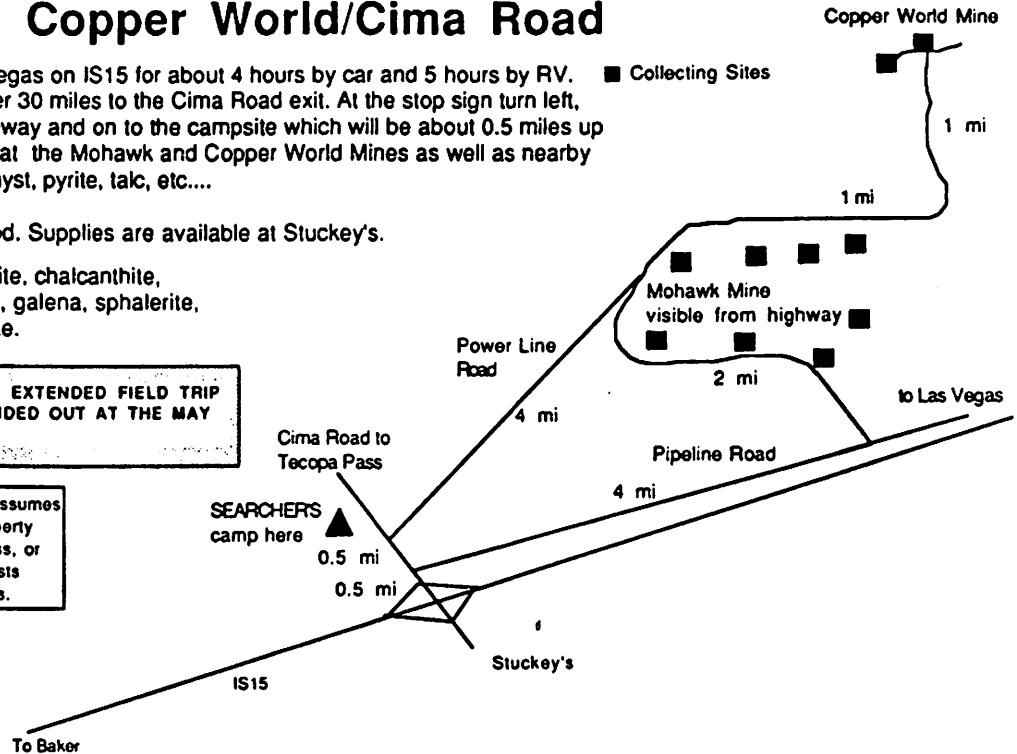 Copper World/Cima Road
egas on IS15 for about 4 hours by car and 5 hours by RV.
er 30 miles to the Cima Road exit. At the stop sign turn left,
way and on to the campsite which will be about 0.5 miles up
at the Mohawk and Copper World Mines as well as nearby
yst, pyrite, talc, etc....
od. Supplies are available at Stuckey's.
ite, chalcanthite,
, galena, sphalerite,
e.
EXTENDED FIELD TRIP
DED OUT AT THE MAY
ssumes
erty
ss, or
sts
s.
Copper World Mine
Collecting Sites
1 mi
1 mi
Mohawk Mine
visible from highway
Power Line
Road
2 mi
4 mi
to Las Vegas
Cima Road to
Tecopa Pass
Pipeline Road
4 mi
SEARCHER'S
camp here
0.5 mi
0.5 mi
Stuckey's
IS15
To Baker